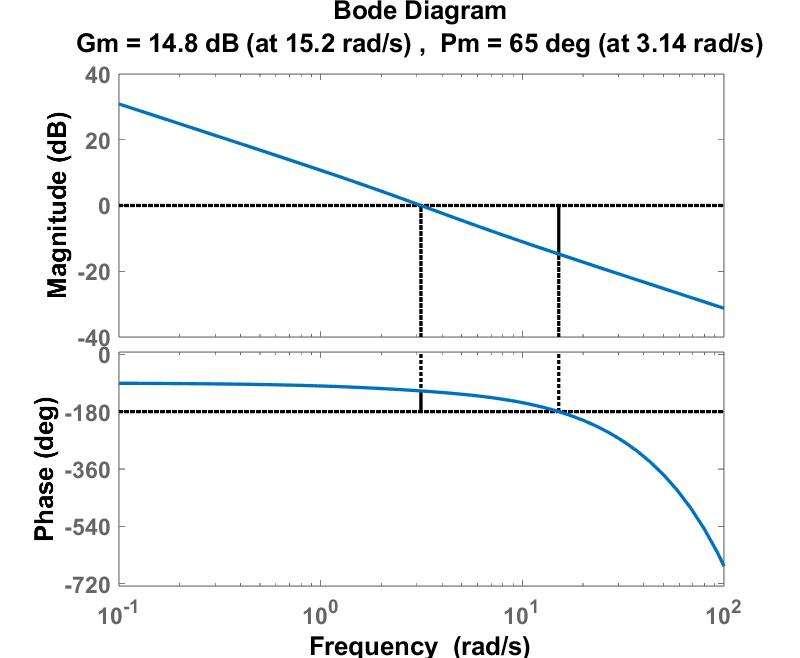 Bode Diagram
Gm = 14.8 dB (at 15.2 rad/s) ,  Pm = 65 deg (at 3.14 rad/s)
40
20
0
-20
-40
Magnitude (dB)
0
-180
-360
-540
-720
Phase (deg)
10^-1 10^0 10^1 10^2
Frequency  (rad/s)